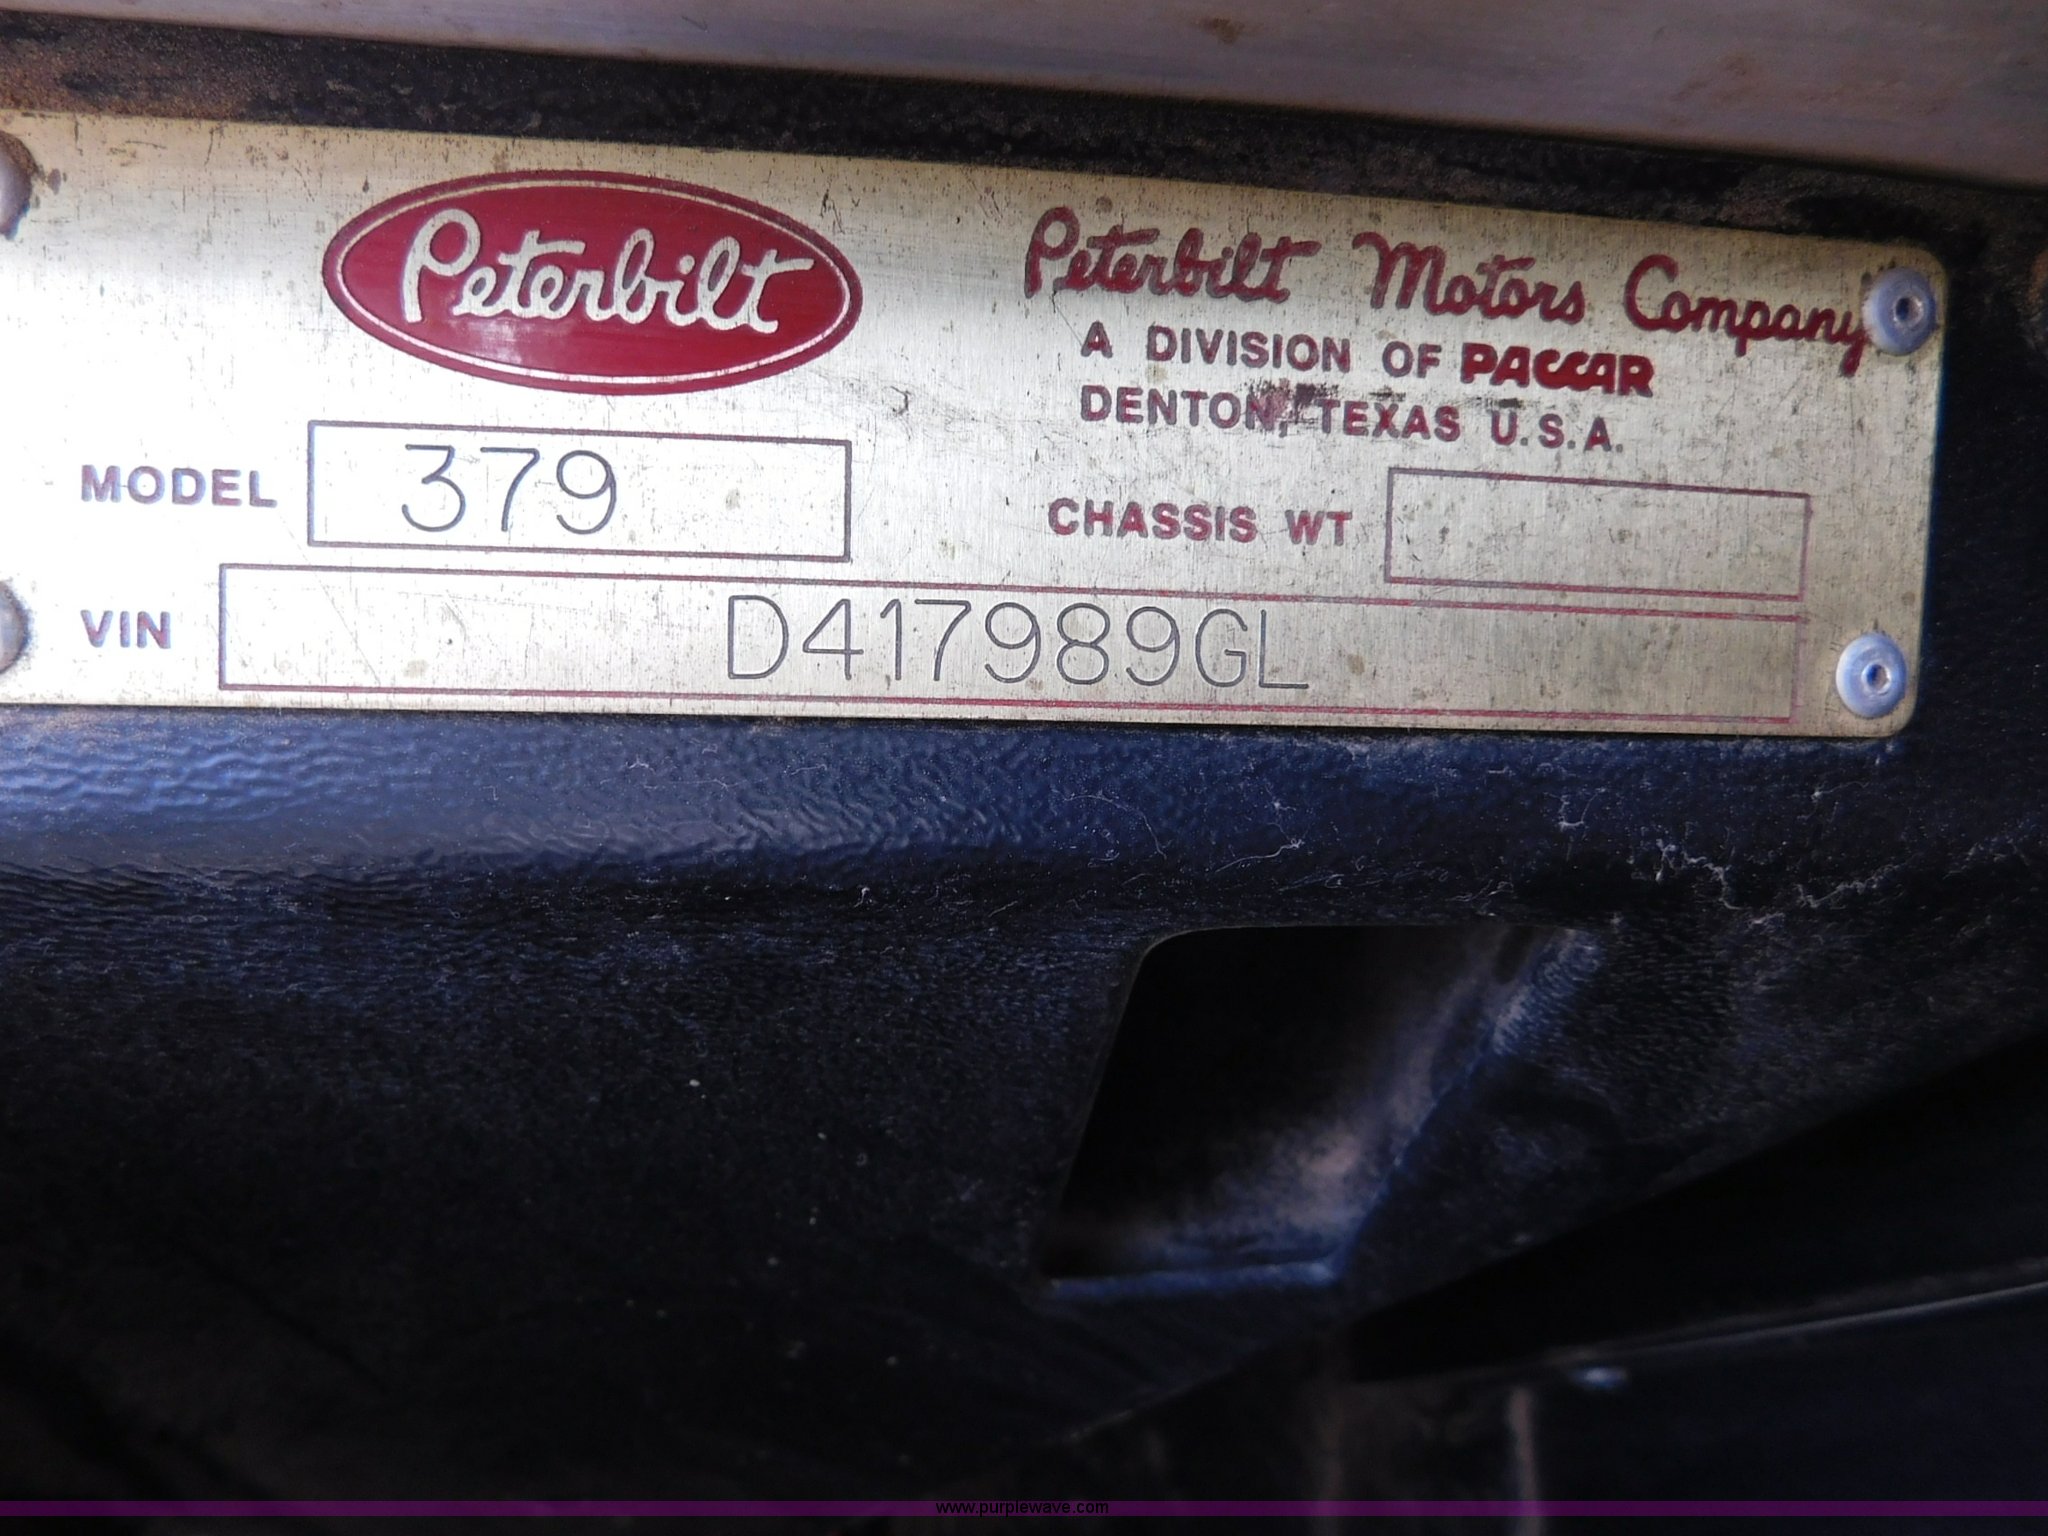 Peterbilt
Peterbilt Motors Company
A DIVISION OF PACCAR
DENTON, TEXAS U.S.A.
MODEL 379
CHASSIS WT
VIN D417989GL
www.purplewave.com